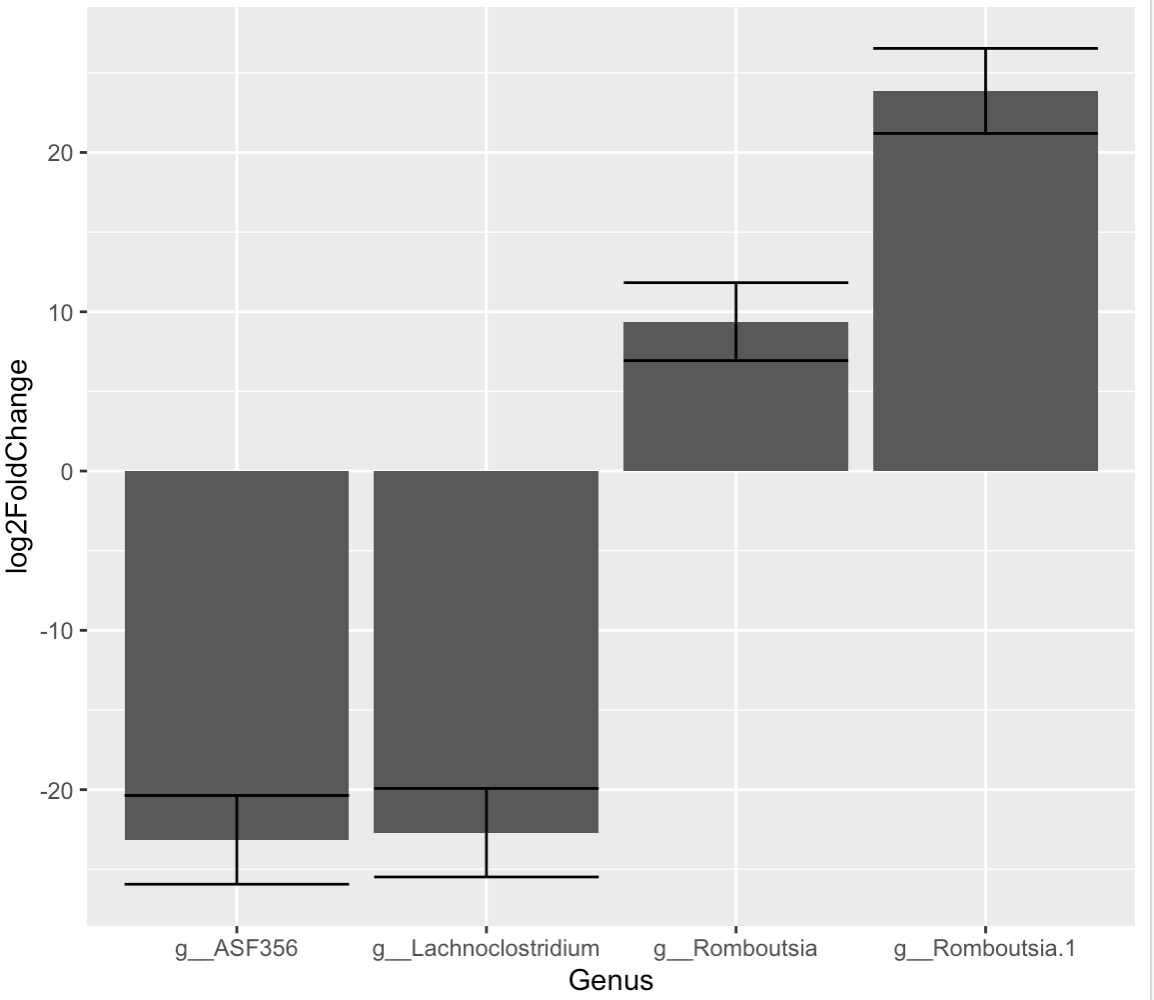 log2FoldChange
20
10
0
-10
-20
g__ASF356
g__Lachnoclostridium
g__Romboutsia
g__Romboutsia.1
Genus